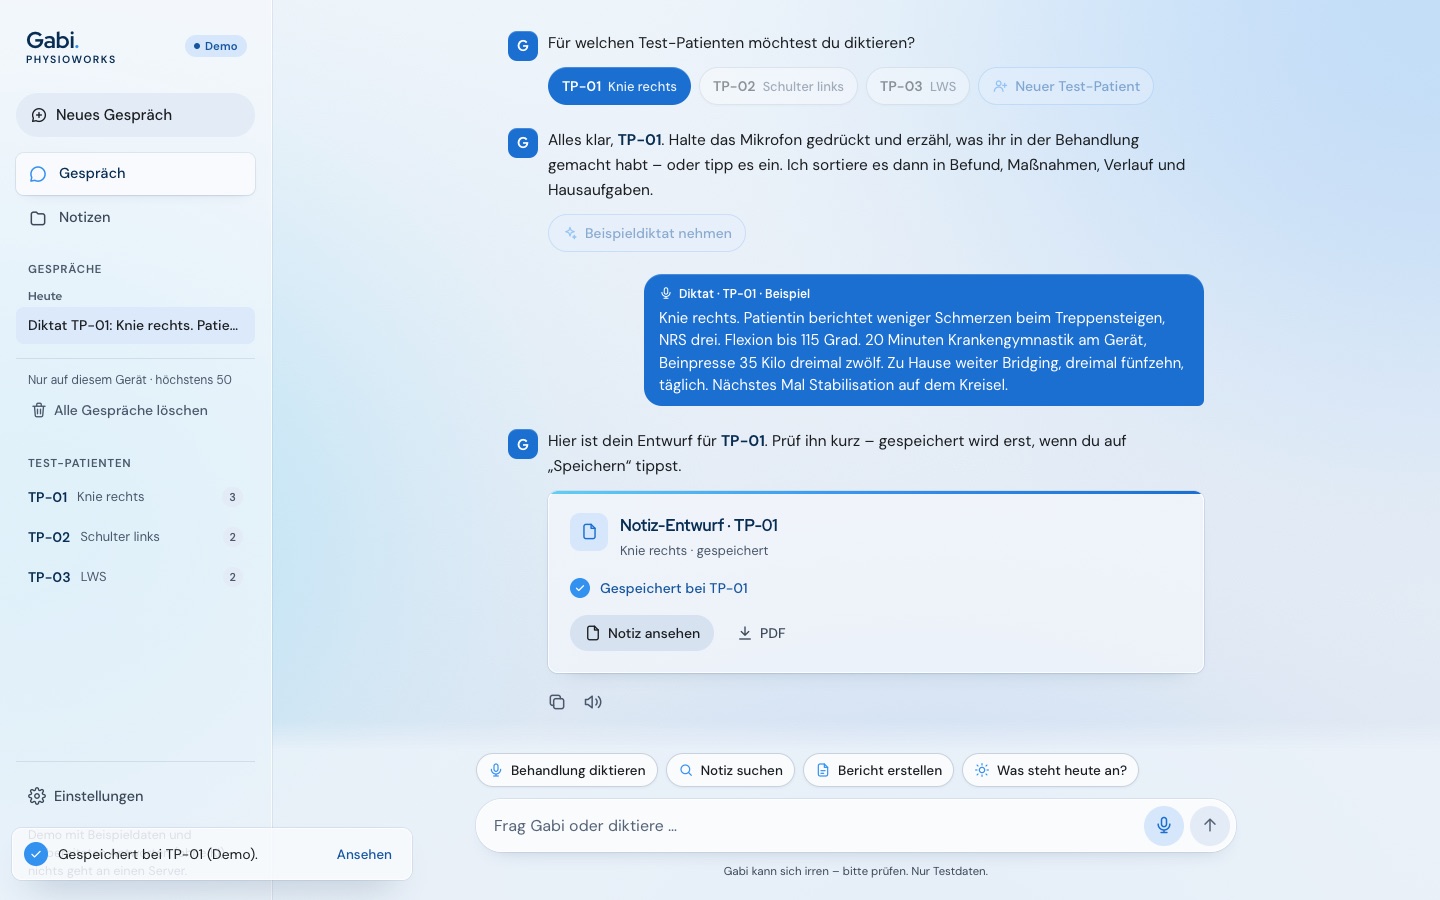 Gabi.
PHYSIOWORKS
Demo
Neues Gespräch
Gespräch
Notizen
GESPRÄCHE
Heute
Diktat TP-01: Knie rechts. Patie...
Nur auf diesem Gerät · höchstens 50
Alle Gespräche löschen
TEST-PATIENTEN
TP-01 Knie rechts 3
TP-02 Schulter links 2
TP-03 LWS 2
Einstellungen
Demo mit Beispieldaten und
nichts geht an einen Server.
Gespeichert bei TP-01 (Demo). Ansehen
G
Für welchen Test-Patienten möchtest du diktieren?
TP-01 Knie rechts
TP-02 Schulter links
TP-03 LWS
Neuer Test-Patient
G
Alles klar, TP-01. Halte das Mikrofon gedrückt und erzähl, was ihr in der Behandlung
gemacht habt – oder tipp es ein. Ich sortiere es dann in Befund, Maßnahmen, Verlauf und
Hausaufgaben.
Beispieldiktat nehmen
Diktat · TP-01 · Beispiel
Knie rechts. Patientin berichtet weniger Schmerzen beim Treppensteigen,
NRS drei. Flexion bis 115 Grad. 20 Minuten Krankengymnastik am Gerät,
Beinpresse 35 Kilo dreimal zwölf. Zu Hause weiter Bridging, dreimal fünfzehn,
täglich. Nächstes Mal Stabilisation auf dem Kreisel.
G
Hier ist dein Entwurf für TP-01. Prüf ihn kurz – gespeichert wird erst, wenn du auf
„Speichern“ tippst.
Notiz-Entwurf · TP-01
Knie rechts · gespeichert
Gespeichert bei TP-01
Notiz ansehen
PDF
Behandlung diktieren
Notiz suchen
Bericht erstellen
Was steht heute an?
Frag Gabi oder diktiere ...
Gabi kann sich irren – bitte prüfen. Nur Testdaten.